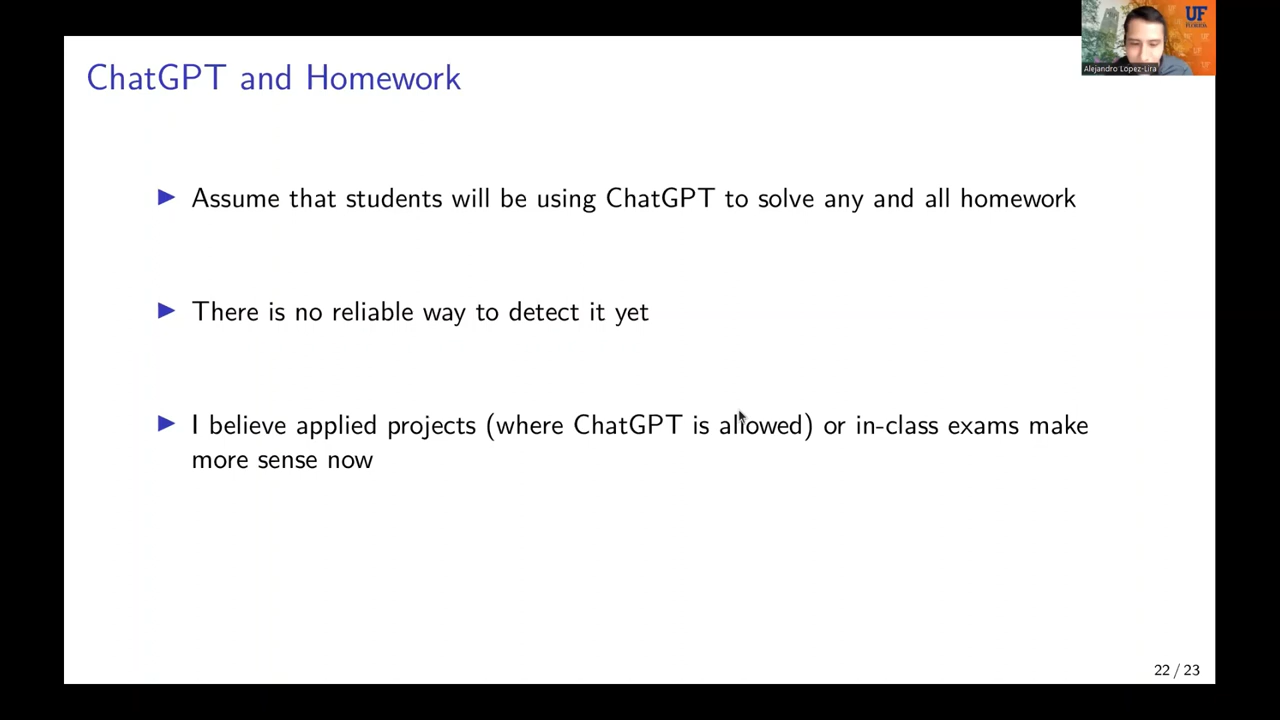 ChatGPT and Homework
UF
Alejandro Lopez-Lira
Assume that students will be using ChatGPT to solve any and all homework
There is no reliable way to detect it yet
I believe applied projects (where ChatGPT is allowed) or in-class exams make
more sense now
22 / 23